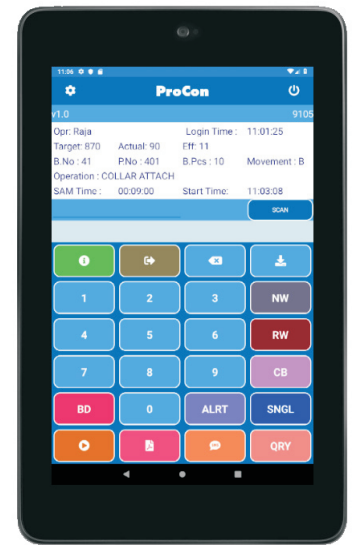 11:06
ProCon
v1.0 9105
Opr: Raja Login Time : 11:01:25
Target: 870 Actual: 90 Eff: 11
B.No : 41 P.No : 401 B.Pcs : 10 Movement : B
Operation : COLLAR ATTACH
SAM Time : 00:09:00 Start Time: 11:03:08
SCAN
1 2 3 NW
4 5 6 RW
7 8 9 CB
BD 0 ALRT SNGL
QRY